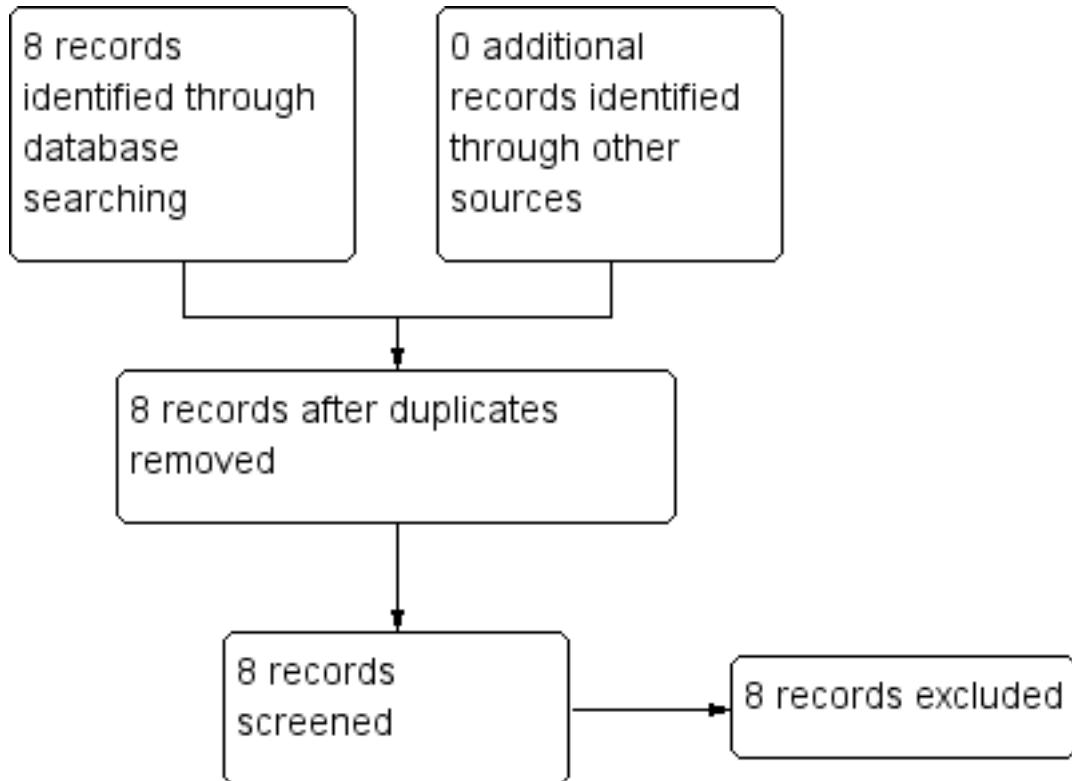 8 records
identified through
database
searching
0 additional
records identified
through other
sources
8 records after duplicates
removed
8 records
screened
8 records excluded